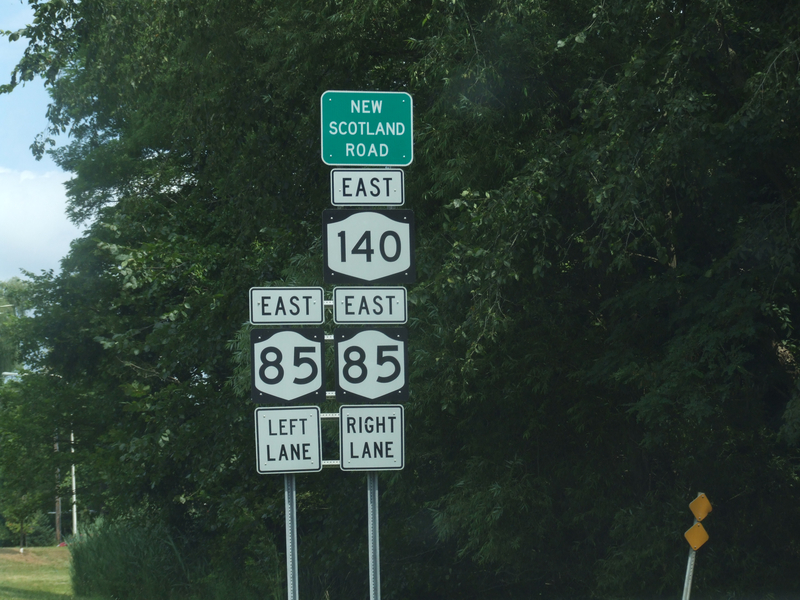 NEW
SCOTLAND
ROAD
EAST
140
EAST EAST
85 85
LEFT RIGHT
LANE LANE